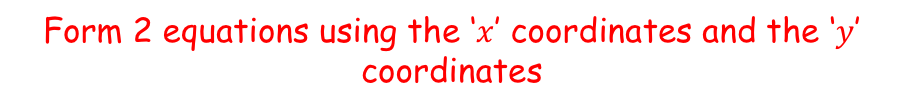 Form 2 equations using the ‘𝑥’ coordinates and the ‘𝑦’
coordinates